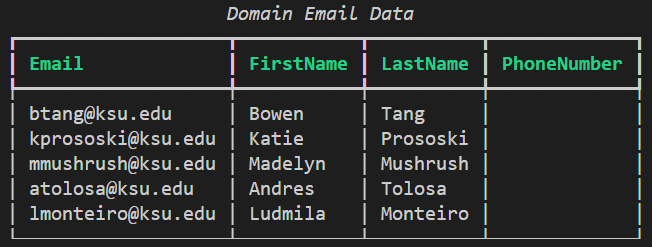 Domain Email Data
Email FirstName LastName PhoneNumber
btang@ksu.edu Bowen Tang
kprososki@ksu.edu Katie Prososki
mmushrush@ksu.edu Madelyn Mushrush
atolosa@ksu.edu Andres Tolosa
lmonteiro@ksu.edu Ludmila Monteiro